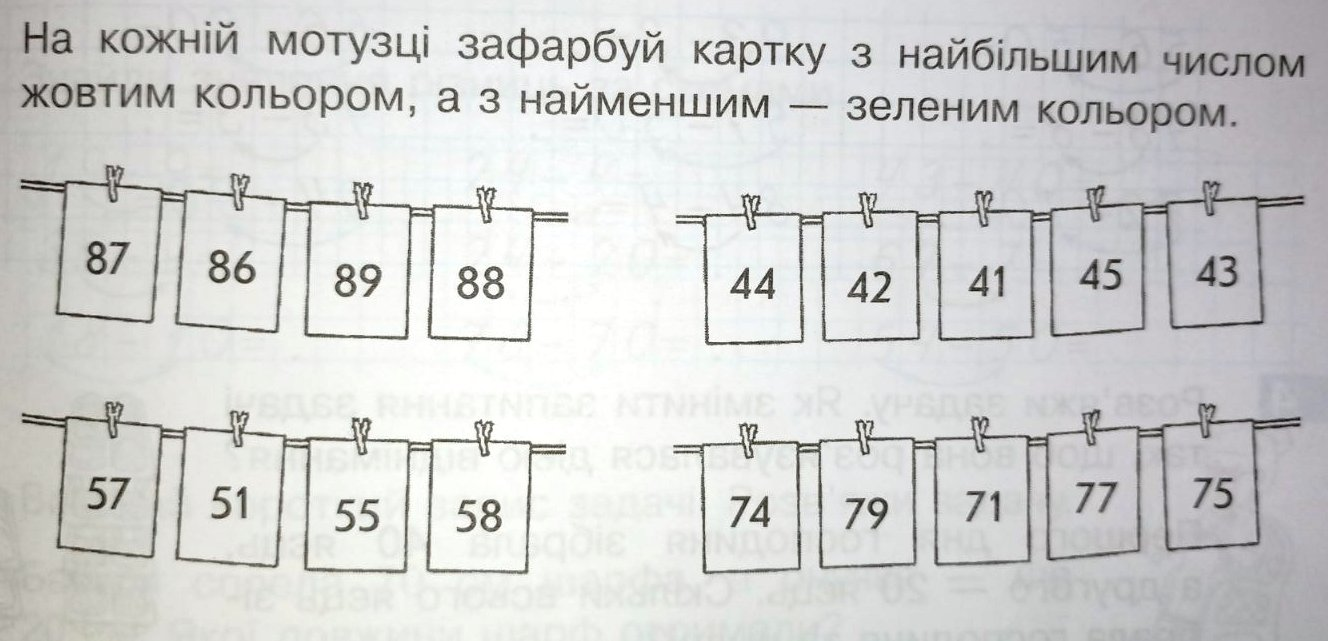 На кожній мотузці зафарбуй картку з найбільшим числом
жовтим кольором, а з найменшим — зеленим кольором.
87 86 89 88
44 42 41 45 43
57 51 55 58
74 79 71 77 75